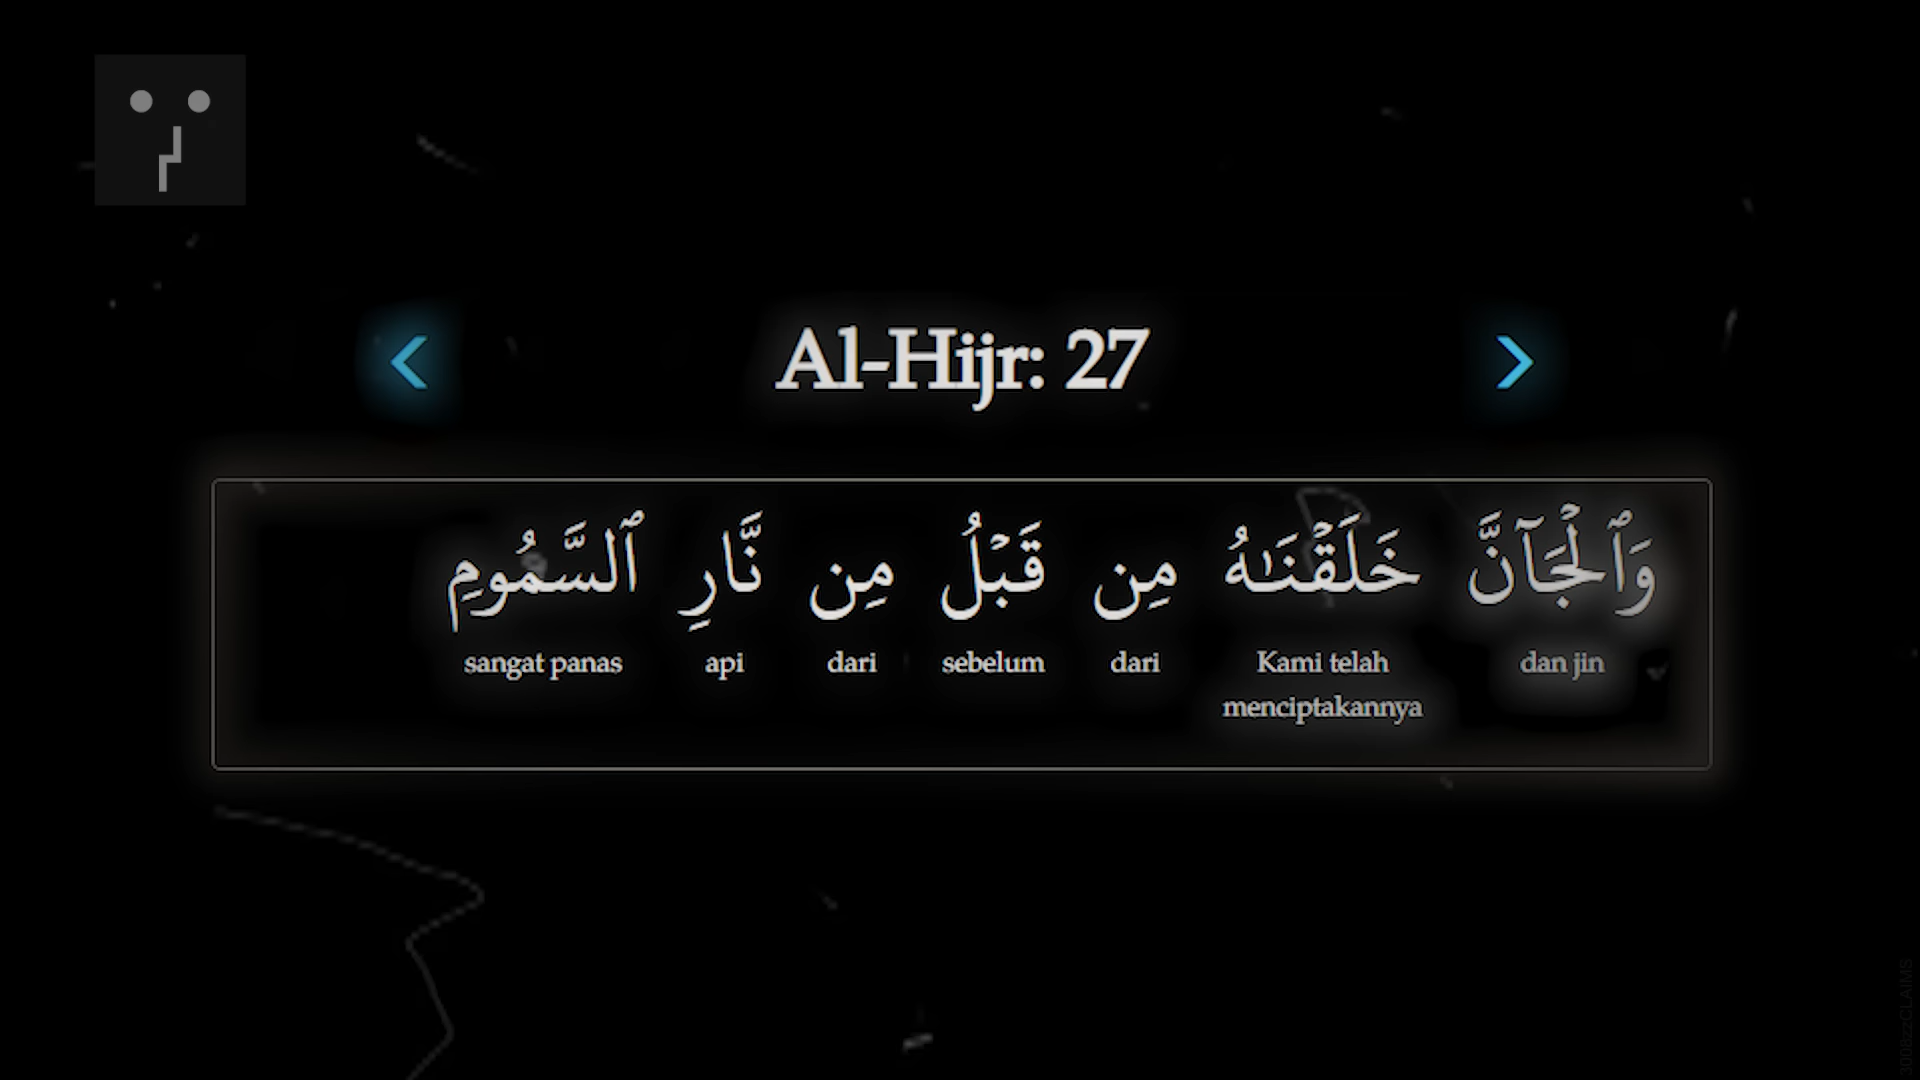 Al-Hijr: 27
وَٱلْجَآنَّ خَلَقْنَـٰهُ مِن قَبْلُ مِن نَّارِ ٱلسَّمُومِ
dan jin
Kami telah
menciptakannya
dari
sebelum
dari
api
sangat panas